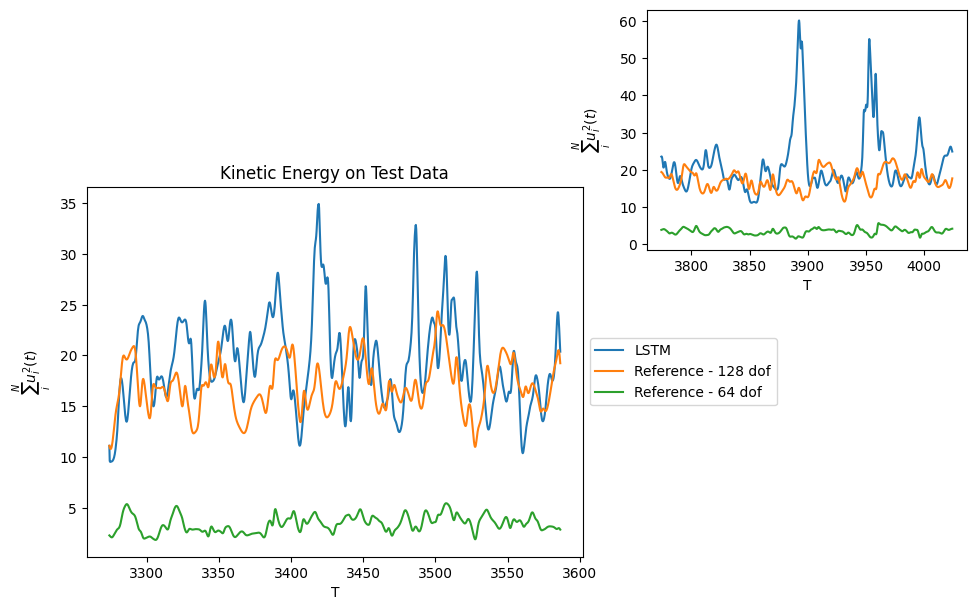 60
50
40
30
20
10
0
∑_i^N u_i^2(t)
3800 3850 3900 3950 4000
T
Kinetic Energy on Test Data
35
30
25
20
15
10
5
∑_i^N u_i^2(t)
3300 3350 3400 3450 3500 3550 3600
T
LSTM
Reference - 128 dof
Reference - 64 dof